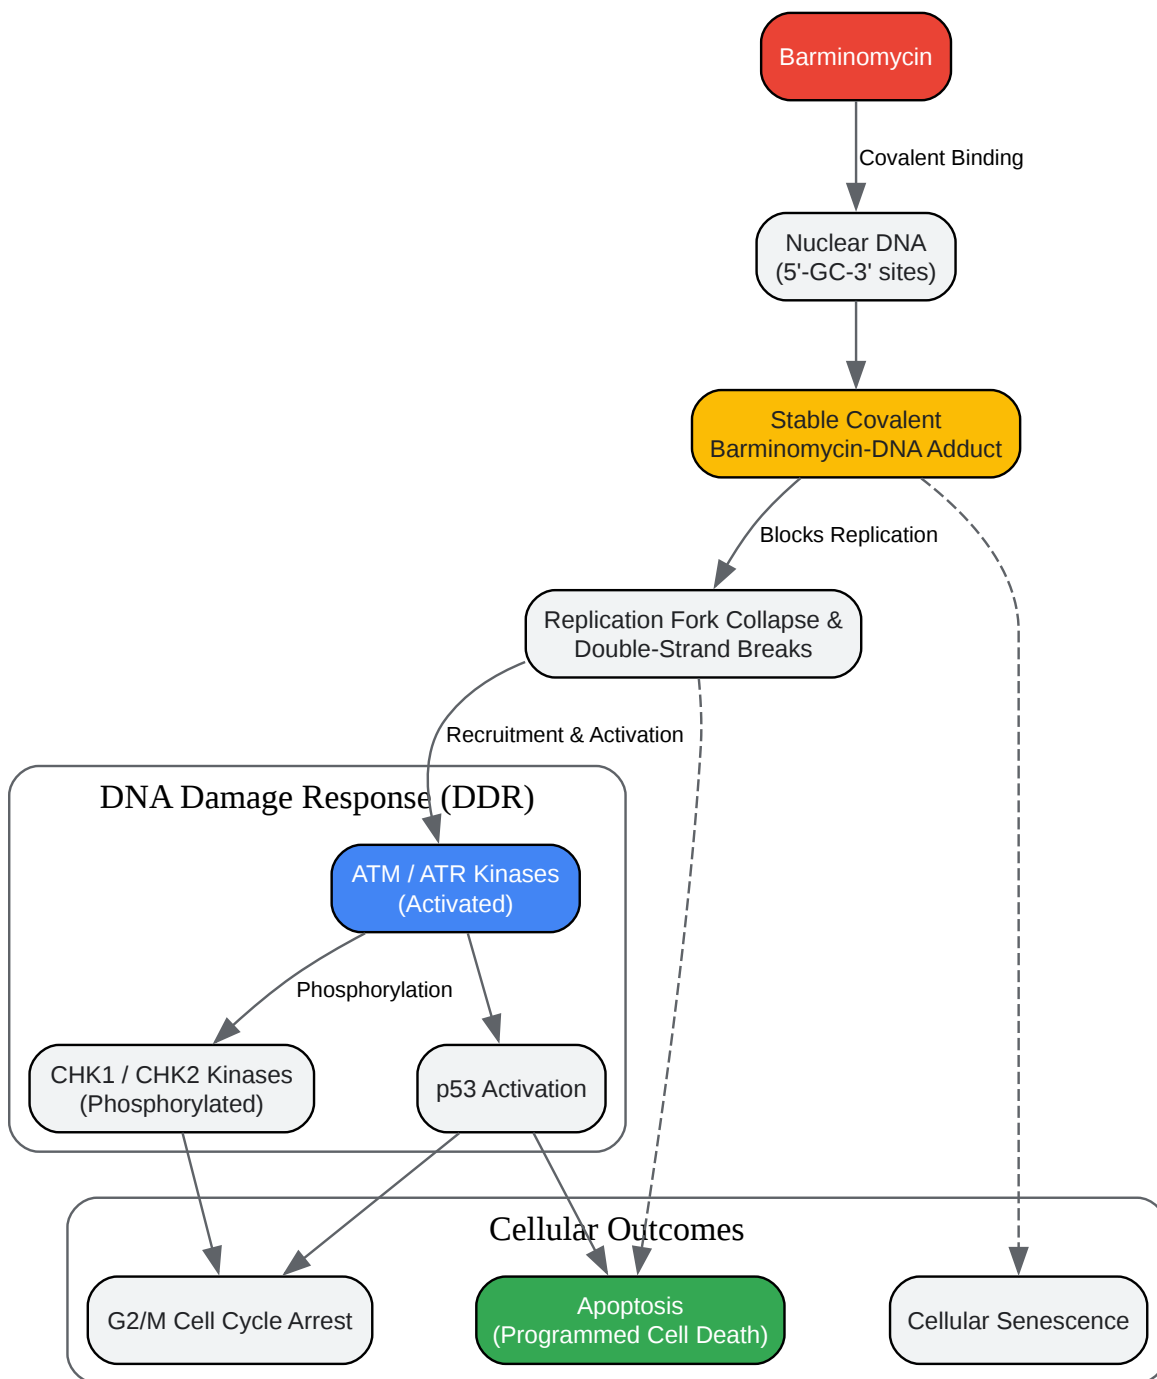 Barminomycin
Covalent Binding
Nuclear DNA
(5'-GC-3' sites)
Stable Covalent
Barminomycin-DNA Adduct
Blocks Replication
Replication Fork Collapse &
Double-Strand Breaks
Recruitment & Activation
DNA Damage Response (DDR)
ATM / ATR Kinases
(Activated)
Phosphorylation
CHK1 / CHK2 Kinases
(Phosphorylated)
p53 Activation
Cellular Outcomes
G2/M Cell Cycle Arrest
Apoptosis
(Programmed Cell Death)
Cellular Senescence